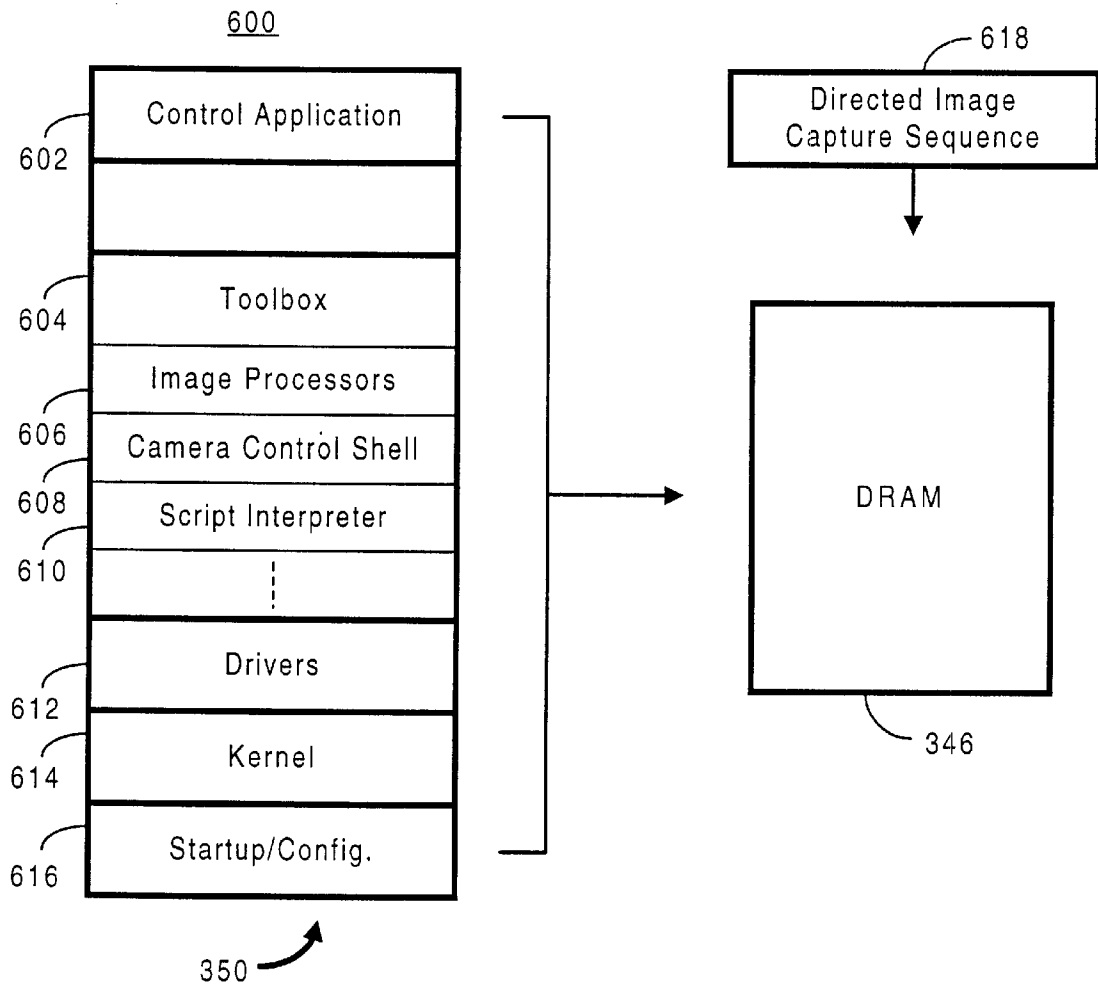 600
618
Directed Image
Capture Sequence
Control Application
602
Toolbox
604
Image Processors
606
Camera Control Shell
608
Script Interpreter
610
DRAM
346
Drivers
612
Kernel
614
Startup/Config.
616
350